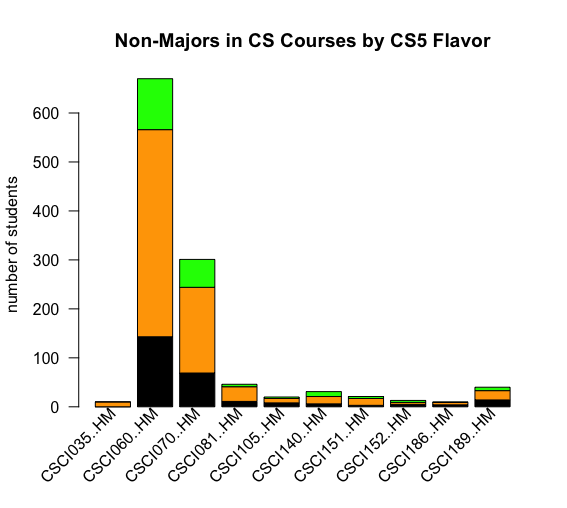 Non-Majors in CS Courses by CS5 Flavor
number of students
600
500
400
300
200
100
0
CSCI035..HM
CSCI060..HM
CSCI070..HM
CSCI081..HM
CSCI105..HM
CSCI140..HM
CSCI151..HM
CSCI152..HM
CSCI186..HM
CSCI189..HM